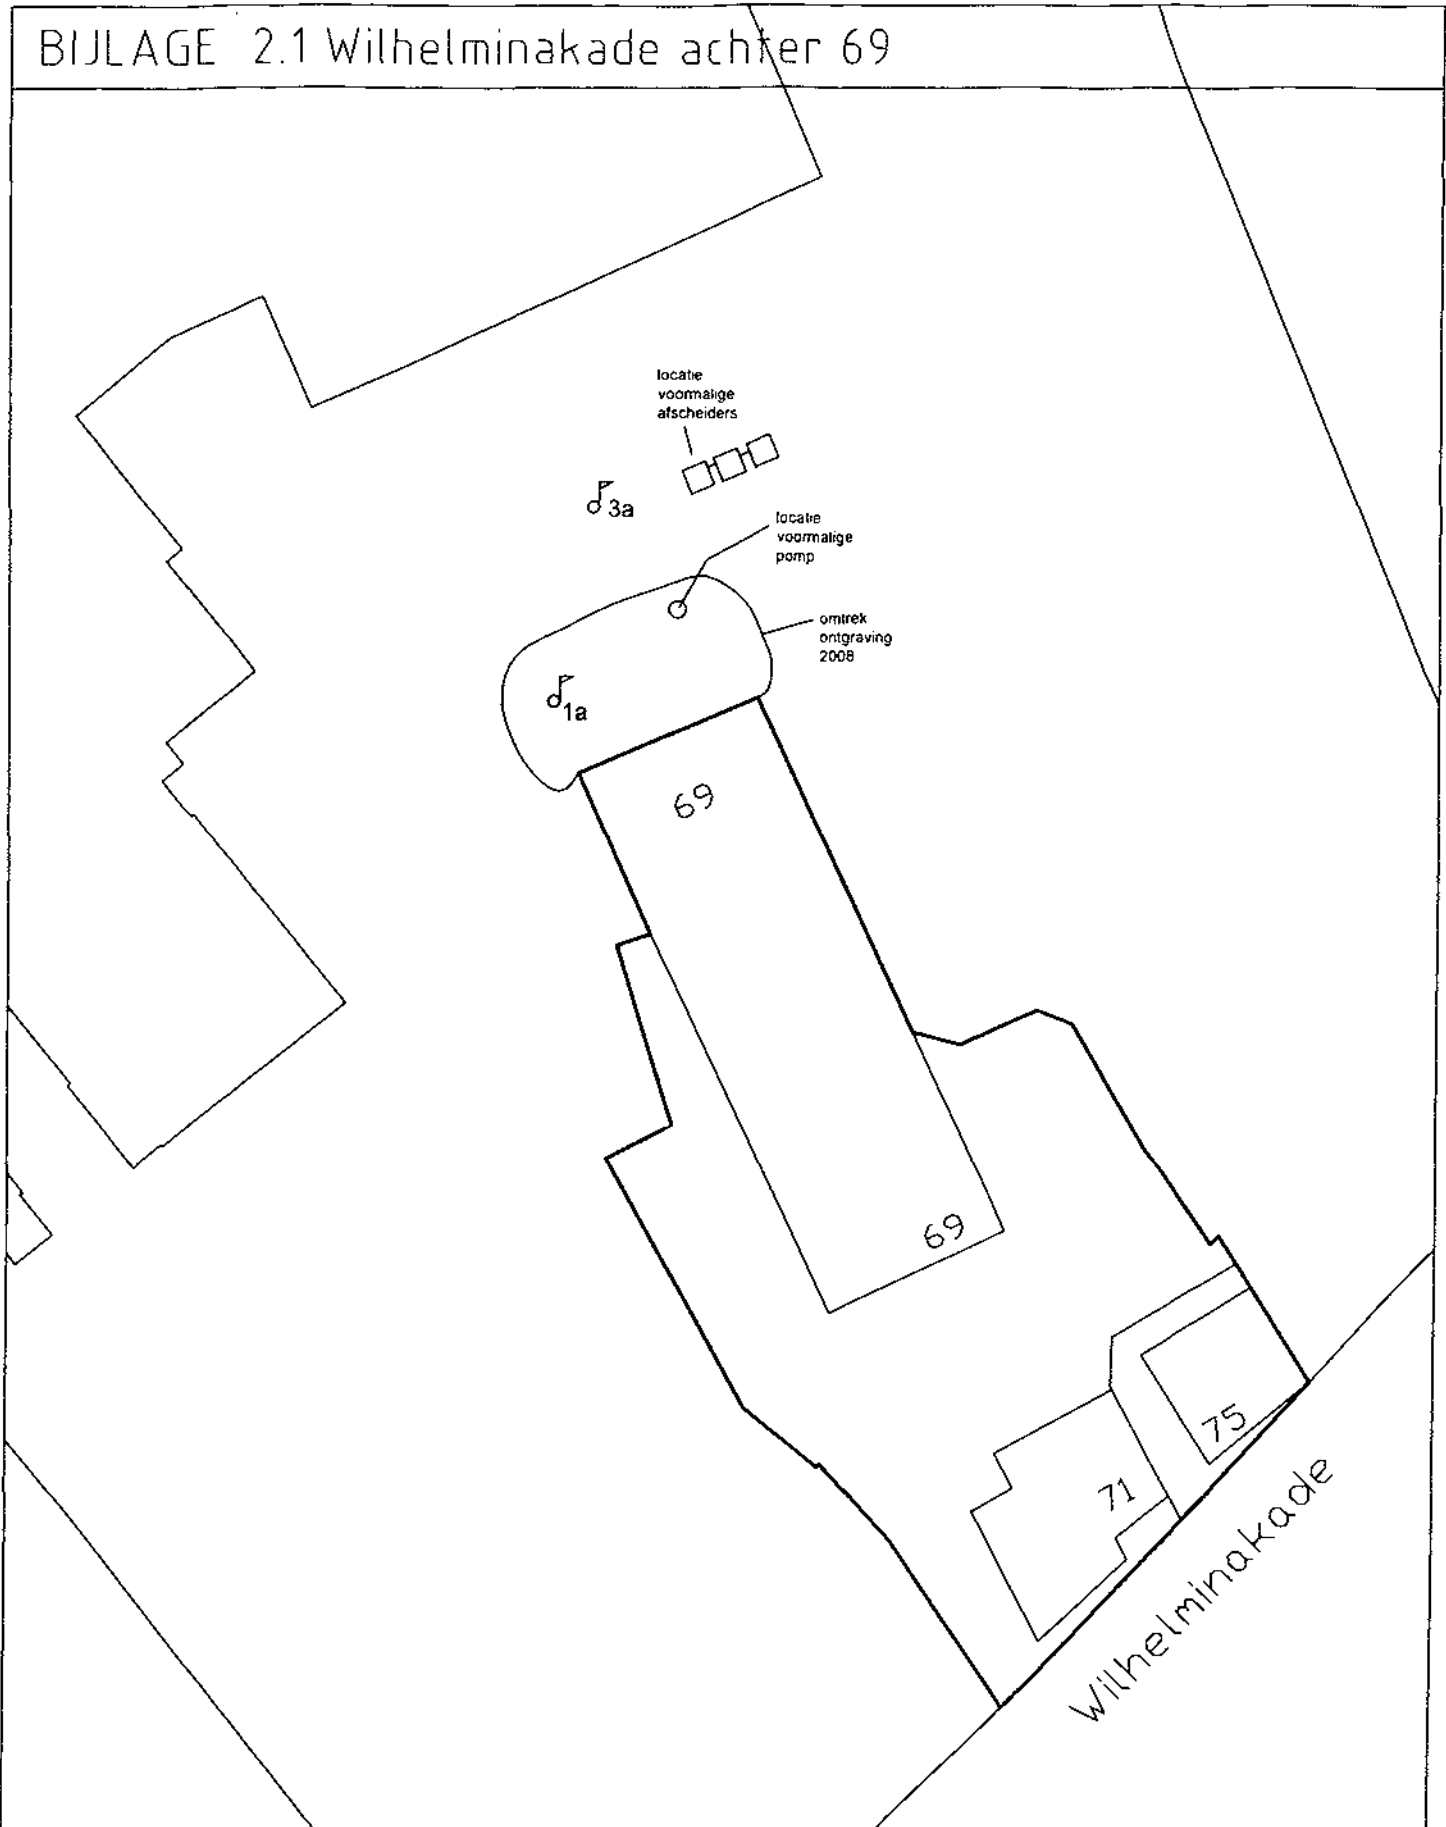 BIJLAGE 2.1 Wilhelminakade achter 69
locatie
voormalige
afscheiders
3a
locatie
voormalige
pomp
omtrek
ontgraving
2008
1a
69
69
75
71
Wilhelminakade